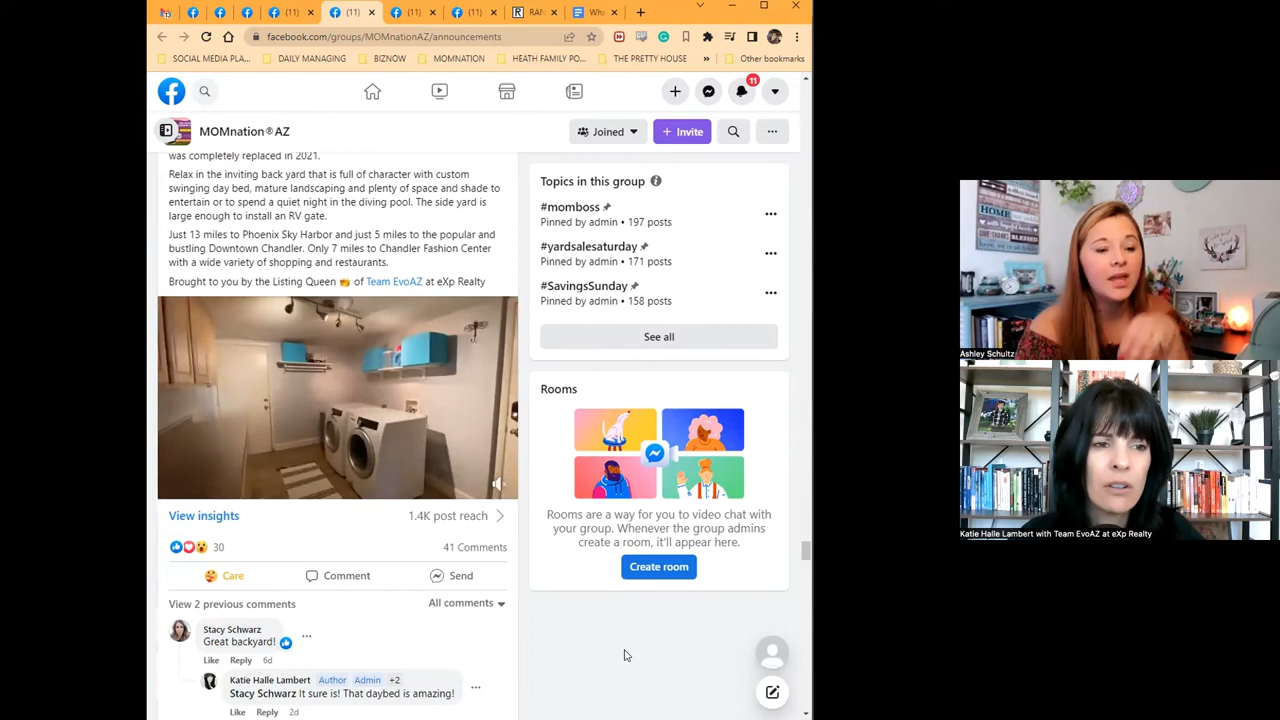 (11)
(11)
(11)
(11)
RAN
Wha
facebook.com/groups/MOMnationAZ/announcements
SOCIAL MEDIA PLA...
DAILY MANAGING
BIZNOW
MOMNATION
HEATH FAMILY PO...
THE PRETTY HOUSE
»
Other bookmarks
11
MOMnation®AZ
Joined
+ Invite
was completely replaced in 2021.
Relax in the inviting back yard that is full of character with custom
swinging day bed, mature landscaping and plenty of space and shade to
entertain or to spend a quiet night in the diving pool. The side yard is
large enough to install an RV gate.
Just 13 miles to Phoenix Sky Harbor and just 5 miles to the popular and
bustling Downtown Chandler. Only 7 miles to Chandler Fashion Center
with a wide variety of shopping and restaurants.
Brought to you by the Listing Queen of Team EvoAZ at eXp Realty
View insights
1.4K post reach
30
41 Comments
Care
Comment
Send
View 2 previous comments
All comments
Stacy Schwarz
Great backyard!
Like Reply 6d
Katie Halle Lambert Author Admin +2
Stacy Schwarz It sure is! That daybed is amazing!
Like Reply 2d
Topics in this group
#momboss
Pinned by admin • 197 posts
#yardsalesaturday
Pinned by admin • 171 posts
#SavingsSunday
Pinned by admin • 158 posts
See all
Rooms
Rooms are a way for you to video chat with
your group. Whenever the group admins
create a room, it'll appear here.
Create room
HOME
BLESSED
Ashley Schultz
Katie Halle Lambert with Team EvoAZ at eXp Realty